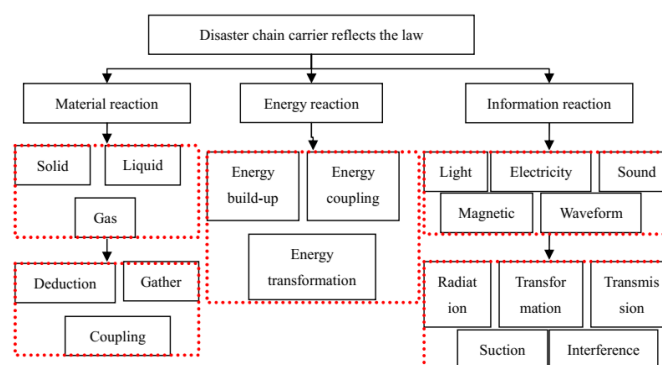 Disaster chain carrier reflects the law
Material reaction
Energy reaction
Information reaction
Solid
Liquid
Gas
Energy
build-up
Energy
coupling
Energy
transformation
Light
Electricity
Sound
Magnetic
Waveform
Deduction
Gather
Coupling
Radiat
ion
Transfor
mation
Transmis
sion
Suction
Interference